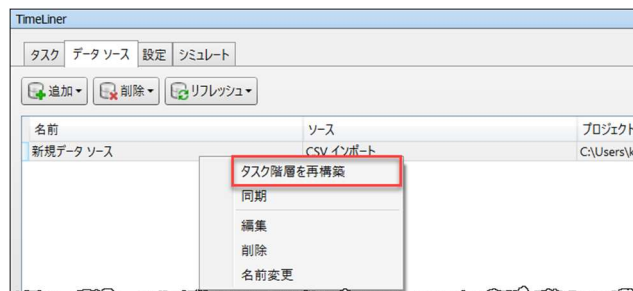 TimeLiner
タスク データ ソース 設定 シミュレート
追加 削除 リフレッシュ
名前 ソース プロジェクト
新規データ ソース CSV インポート C:\Users\k
タスク階層を再構築
同期
編集
削除
名前変更